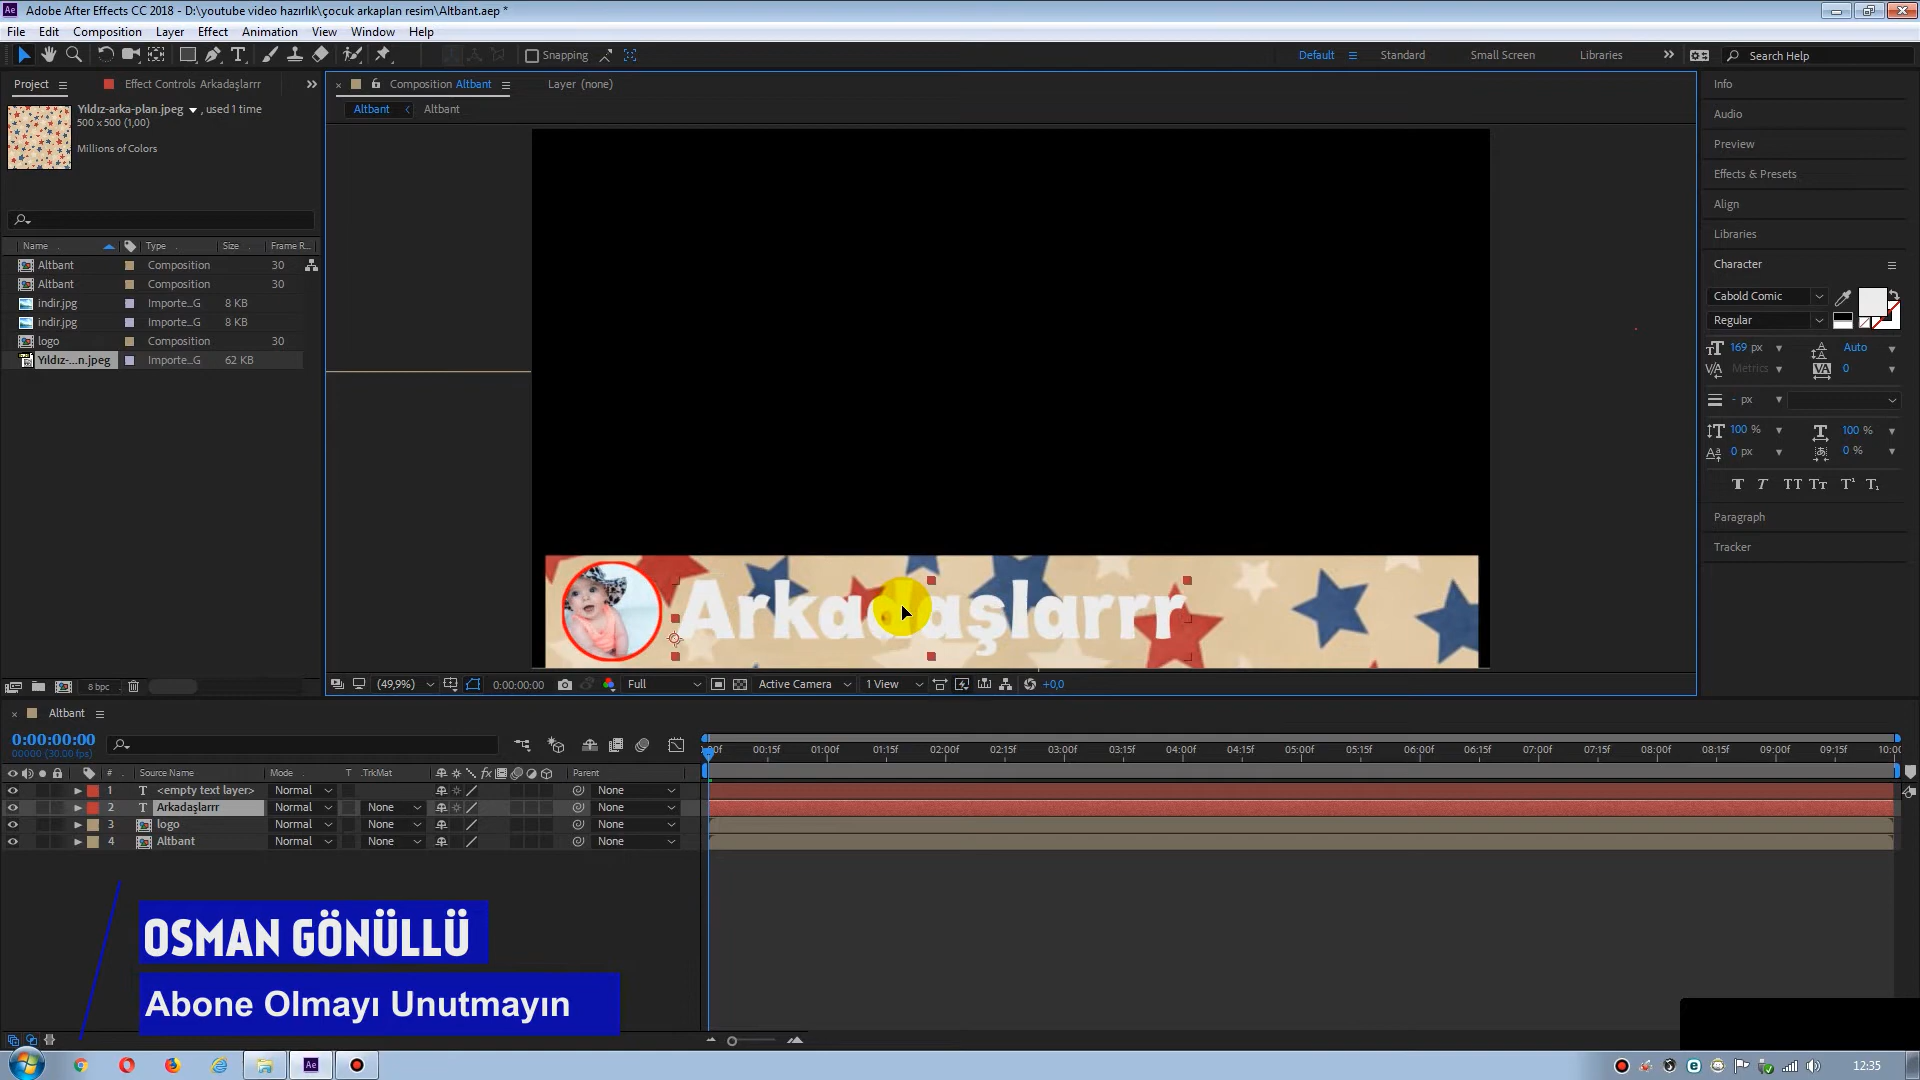 Adobe After Effects CC 2018 - D:\youtube video hazırlık\çocuk arkaplan resim\Altbant.aep *
File Edit Composition Layer Effect Animation View Window Help
Snapping Default Standard Small Screen Libraries Search Help
Project Effect Controls Arkadaşlarrr
Composition Altbant Layer (none)
Altbant Altbant
Yıldız-arka-plan.jpeg , used 1 time
500 x 500 (1,00)
Millions of Colors
Name Type Size Frame R...
Altbant Composition 30
Altbant Composition 30
indir.jpg Importe...G 8 KB
indir.jpg Importe...G 8 KB
logo Composition 30
Yıldız-...n.jpeg Importe...G 62 KB
8 bpc
Arkadaşlarrr
(49,9%) 0:00:00:00 Full Active Camera 1 View +0,0
Info
Audio
Preview
Effects & Presets
Align
Libraries
Character
Cabold Comic
Regular
169 px Auto
Metrics 0
- px
100 % 100 %
0 px 0 %
T T TT Tт T¹ T₁
Paragraph
Tracker
Altbant
0:00:00:00
00000 (30.00 fps)
# Source Name Mode T .TrkMat Parent
1 T <empty text layer> Normal None
2 T Arkadaşlarrr Normal None None
3 logo Normal None None
4 Altbant Normal None None
:00f 00:15f 01:00f 01:15f 02:00f 02:15f 03:00f 03:15f 04:00f 04:15f 05:00f 05:15f 06:00f 06:15f 07:00f 07:15f 08:00f 08:15f 09:00f 09:15f 10:00
OSMAN GÖNÜLLÜ
Abone Olmayı Unutmayın
12:35